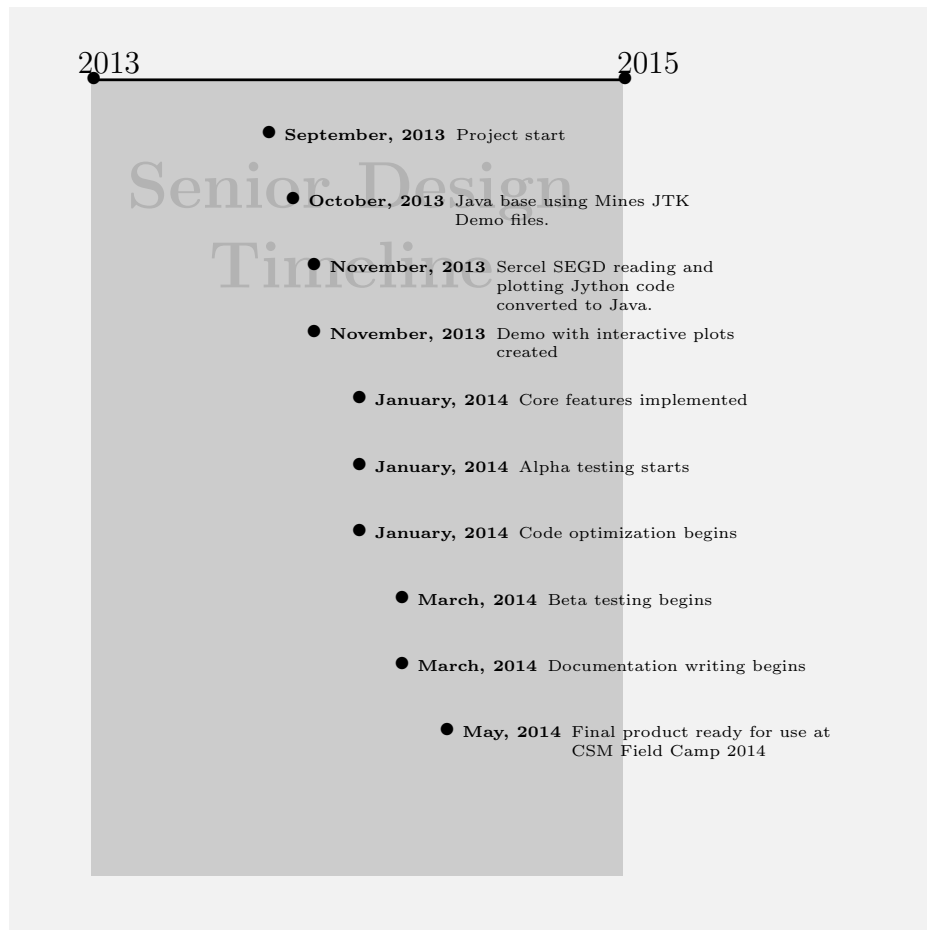 2013 2015
Senior Design
Timeline
September, 2013 Project start
October, 2013 Java base using Mines JTK
Demo files.
November, 2013 Sercel SEGD reading and
plotting Jython code
converted to Java.
November, 2013 Demo with interactive plots
created
January, 2014 Core features implemented
January, 2014 Alpha testing starts
January, 2014 Code optimization begins
March, 2014 Beta testing begins
March, 2014 Documentation writing begins
May, 2014 Final product ready for use at
CSM Field Camp 2014